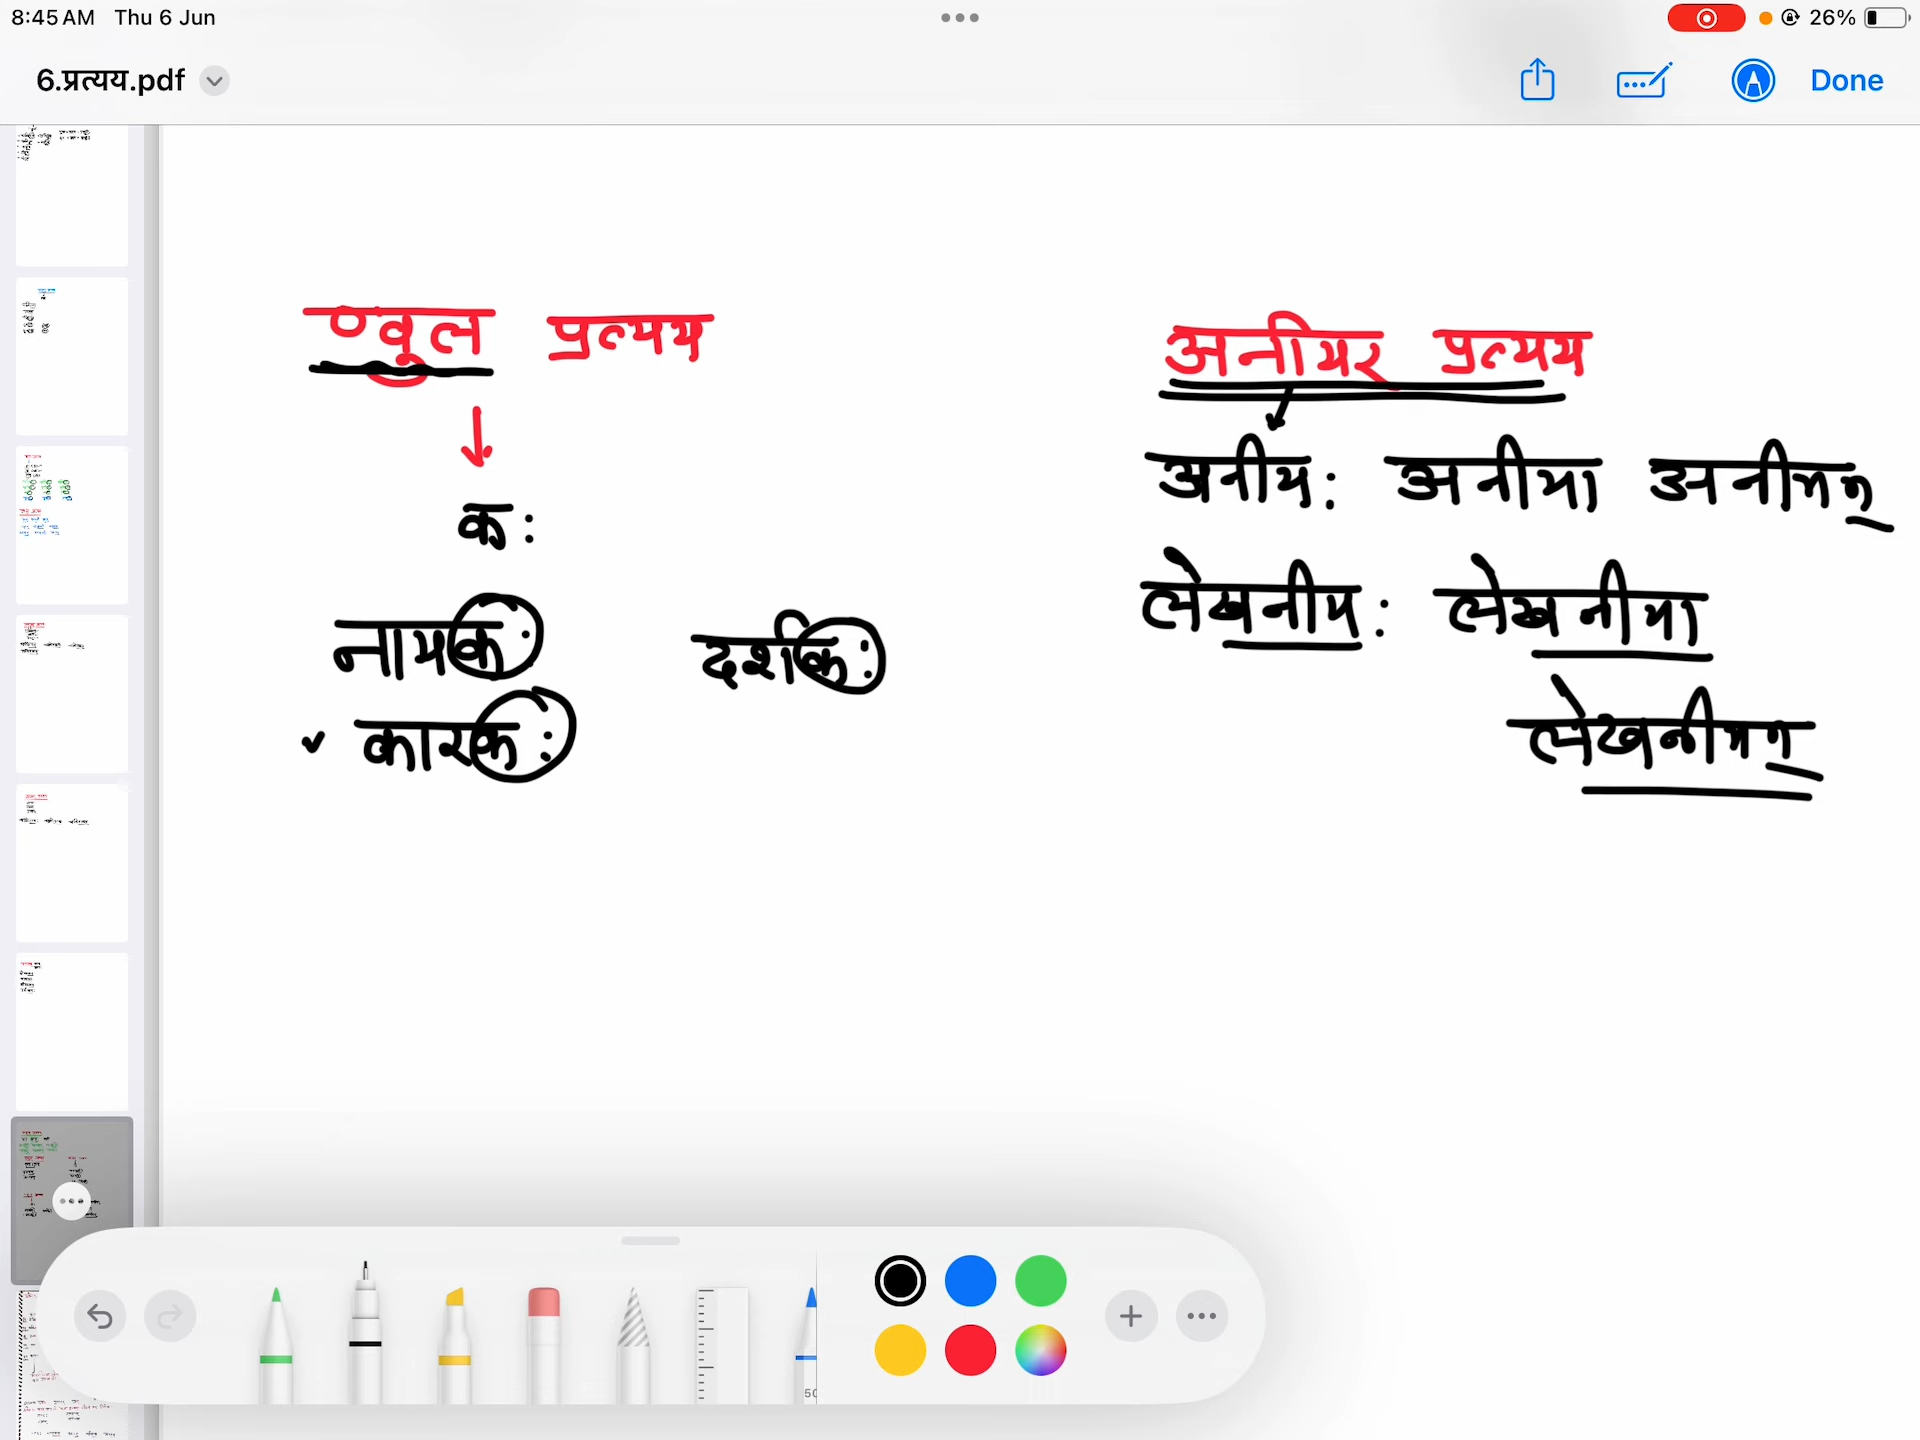 8:45 AM Thu 6 Jun
26%
6.प्रत्यय.pdf
Done
ण्वुल प्रत्यय
क:
नायक: दर्शक:
कारक:
अनीयर् प्रत्यय
अनीय: अनीया अनीयम्
लेखनीय: लेखनीया
लेखनीयम्